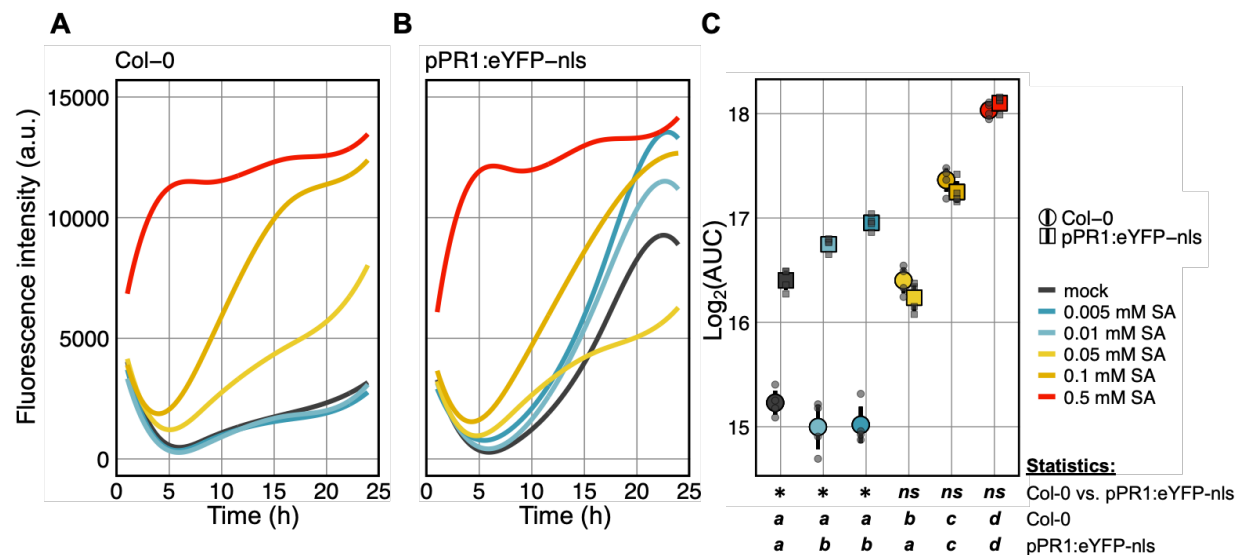 A
B
C
Col–0
pPR1:eYFP–nls
Fluorescence intensity (a.u.)
15000
10000
5000
0
0 5 10 15 20 25
Time (h)
0 5 10 15 20 25
Time (h)
Log₂(AUC)
18
17
16
15
Col–0
pPR1:eYFP–nls
mock
0.005 mM SA
0.01 mM SA
0.05 mM SA
0.1 mM SA
0.5 mM SA
Statistics:
* * * ns ns ns Col-0 vs. pPR1:eYFP-nls
a a a b c d Col-0
a b b a c d pPR1:eYFP-nls